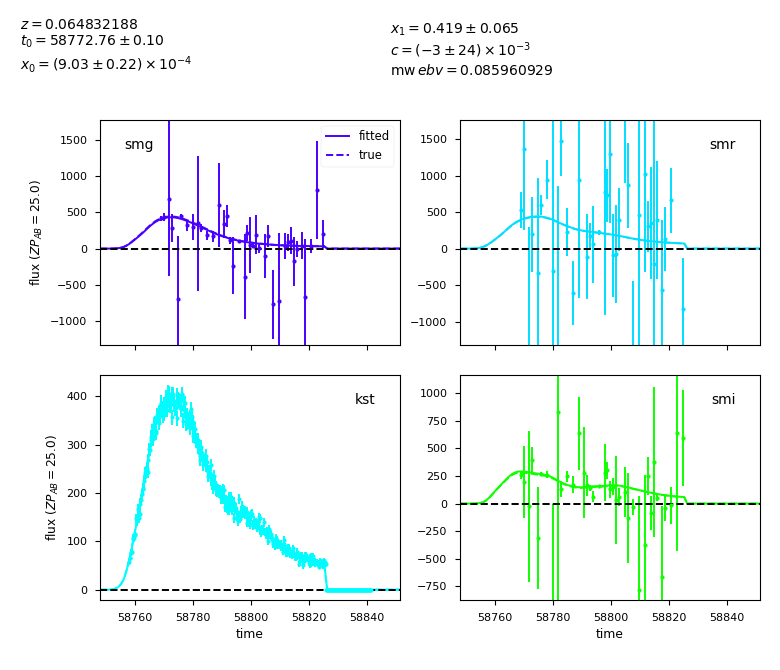 z = 0.064832188
t₀ = 58772.76 ± 0.10
x₀ = (9.03 ± 0.22) × 10⁻⁴
x₁ = 0.419 ± 0.065
c = (−3 ± 24) × 10⁻³
mw ebv = 0.085960929
smg
fitted
true
1500
1000
500
0
−500
−1000
flux (ZP_AB = 25.0)
smr
1500
1000
500
0
−500
−1000
kst
400
300
200
100
0
flux (ZP_AB = 25.0)
58760 58780 58800 58820 58840
time
smi
1000
750
500
250
0
−250
−500
−750
58760 58780 58800 58820 58840
time